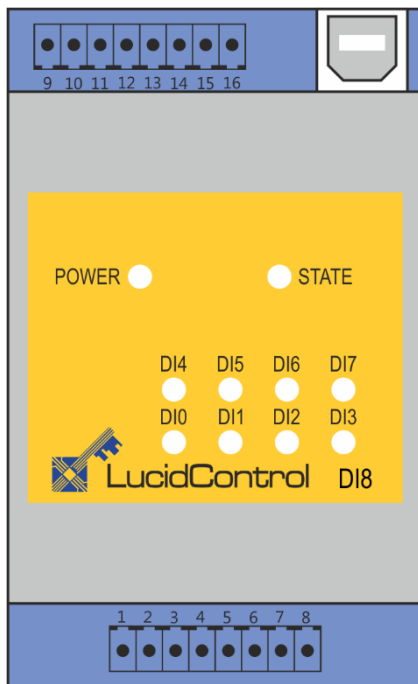 9 10 11 12 13 14 15 16
POWER STATE
DI4 DI5 DI6 DI7
DI0 DI1 DI2 DI3
LucidControl DI8
1 2 3 4 5 6 7 8